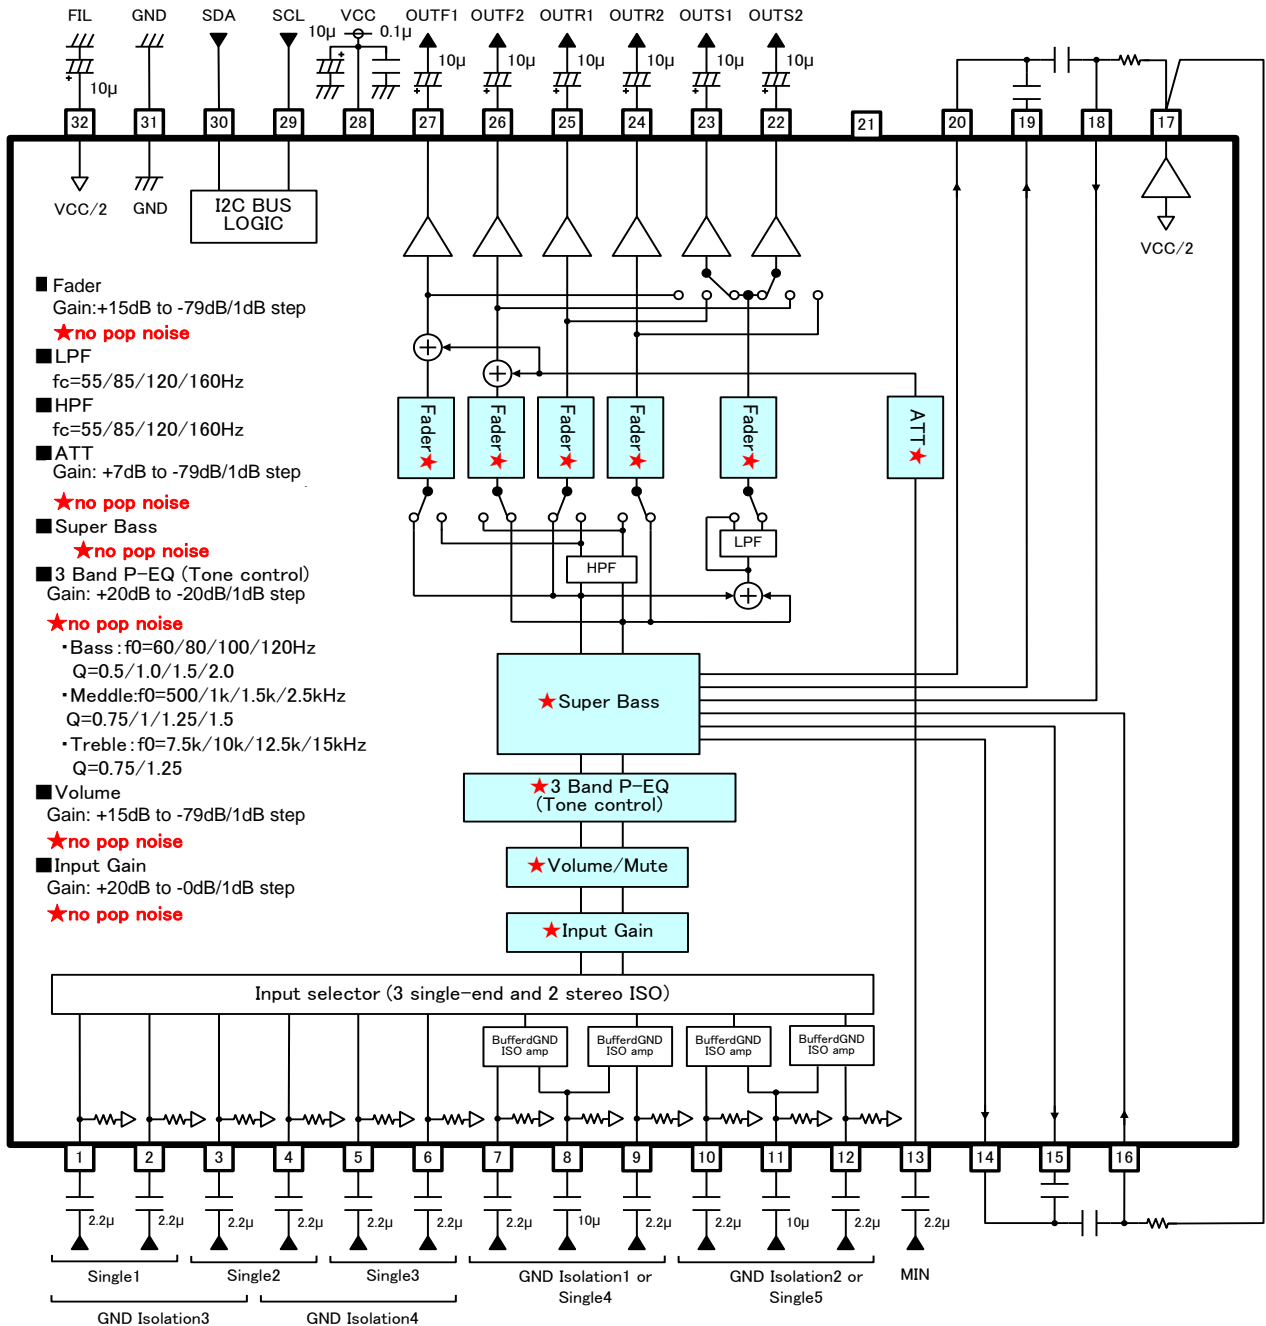 FIL GND SDA SCL VCC OUTF1 OUTF2 OUTR1 OUTR2 OUTS1 OUTS2
10μ 0.1μ
10μ 10μ 10μ 10μ 10μ 10μ 10μ
32 31 30 29 28 27 26 25 24 23 22 21 20 19 18 17
VCC/2 GND
I2C BUS
LOGIC
VCC/2
■ Fader
Gain:+15dB to -79dB/1dB step
★no pop noise
■LPF
fc=55/85/120/160Hz
■HPF
fc=55/85/120/160Hz
■ATT
Gain: +7dB to -79dB/1dB step
★no pop noise
■Super Bass
★no pop noise
■3 Band P-EQ (Tone control)
Gain: +20dB to -20dB/1dB step
★no pop noise
・Bass:f0=60/80/100/120Hz
Q=0.5/1.0/1.5/2.0
・Meddle:f0=500/1k/1.5k/2.5kHz
Q=0.75/1/1.25/1.5
・Treble:f0=7.5k/10k/12.5k/15kHz
Q=0.75/1.25
■Volume
Gain: +15dB to -79dB/1dB step
★no pop noise
■Input Gain
Gain: +20dB to -0dB/1dB step
★no pop noise
Fader★ Fader★ Fader★ Fader★ Fader★ ATT★
LPF
HPF
★Super Bass
★3 Band P-EQ
(Tone control)
★Volume/Mute
★Input Gain
Input selector (3 single-end and 2 stereo ISO)
BufferdGND
ISO amp
BufferdGND
ISO amp
BufferdGND
ISO amp
BufferdGND
ISO amp
1 2 3 4 5 6 7 8 9 10 11 12 13 14 15 16
2.2μ 2.2μ 2.2μ 2.2μ 2.2μ 2.2μ 2.2μ 10μ 2.2μ 2.2μ 10μ 2.2μ 2.2μ
Single1 Single2 Single3
GND Isolation1 or
Single4
GND Isolation2 or
Single5
MIN
GND Isolation3 GND Isolation4